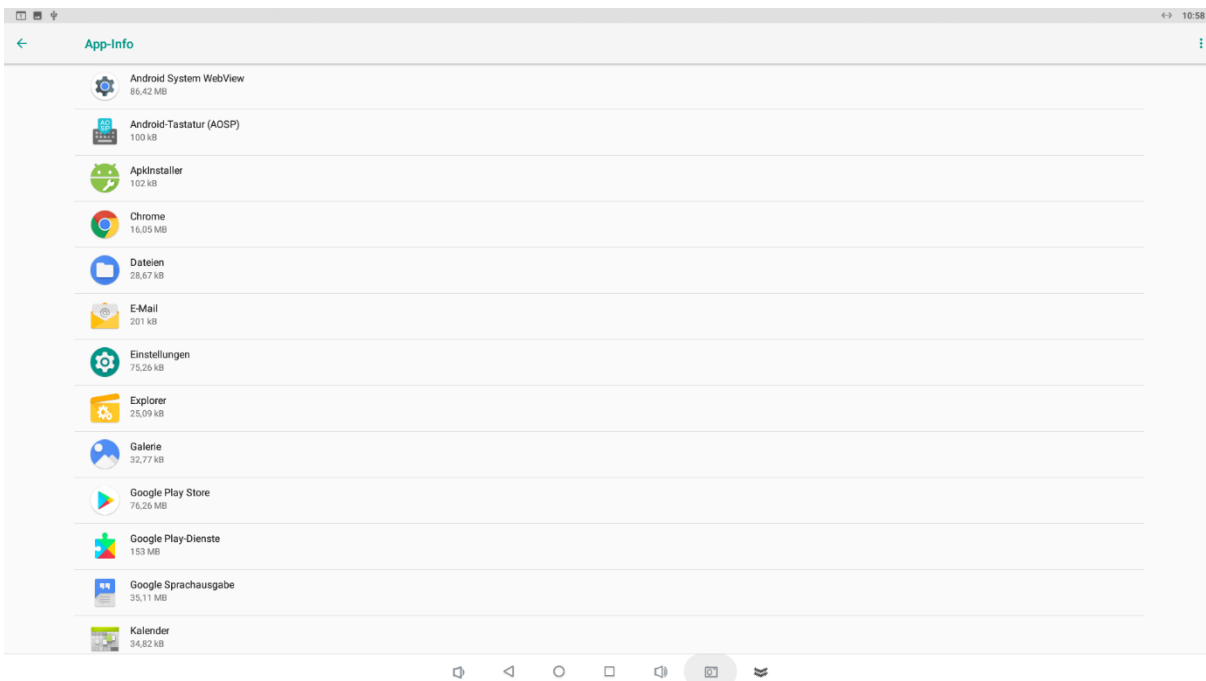 10:58
App-Info
Android System WebView
86,42 MB
Android-Tastatur (AOSP)
100 kB
ApkInstaller
102 kB
Chrome
16,05 MB
Dateien
28,67 kB
E-Mail
201 kB
Einstellungen
75,26 kB
Explorer
25,09 kB
Galerie
32,77 kB
Google Play Store
76,26 MB
Google Play-Dienste
153 MB
Google Sprachausgabe
35,11 MB
Kalender
34,82 kB